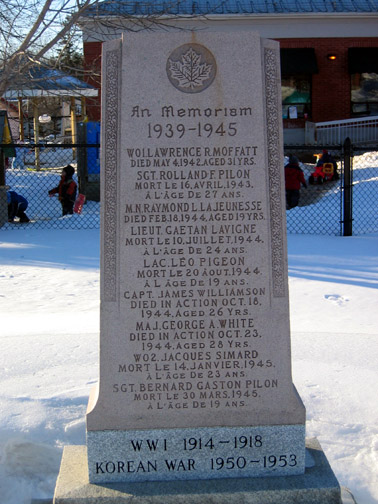 In Memoriam
1939-1945
WO1. LAWRENCE R. MOFFATT
DIED MAY 4, 1942. AGED 31 YRS.
SGT. ROLLAND F. PILON
MORT LE 16, AVRIL, 1943.
À L'ÂGE DE 27 ANS.
M.N. RAYMOND L. LAJEUNESSE
DIED FEB. 18, 1944, AGED 19 YRS.
LIEUT. GAETAN LAVIGNE
MORT LE 10, JUILLET, 1944.
À L'ÂGE DE 24 ANS.
LAC. LÉO PIGEON
MORT LE 20 AOUT, 1944
À L'ÂGE DE 19 ANS.
CAPT. JAMES WILLIAMSON
DIED IN ACTION OCT. 18.
1944. AGED 26 YRS.
MAJ. GEORGE A. WHITE
DIED IN ACTION OCT. 23.
1944. AGED 28 YRS.
WO2. JACQUES SIMARD
MORT LE 14, JANVIER, 1945.
À L'ÂGE DE 23 ANS.
SGT. BERNARD GASTON PILON
MORT LE 30 MARS, 1945.
À L'ÂGE DE 19 ANS.
WW I 1914-1918
KOREAN WAR 1950-1953